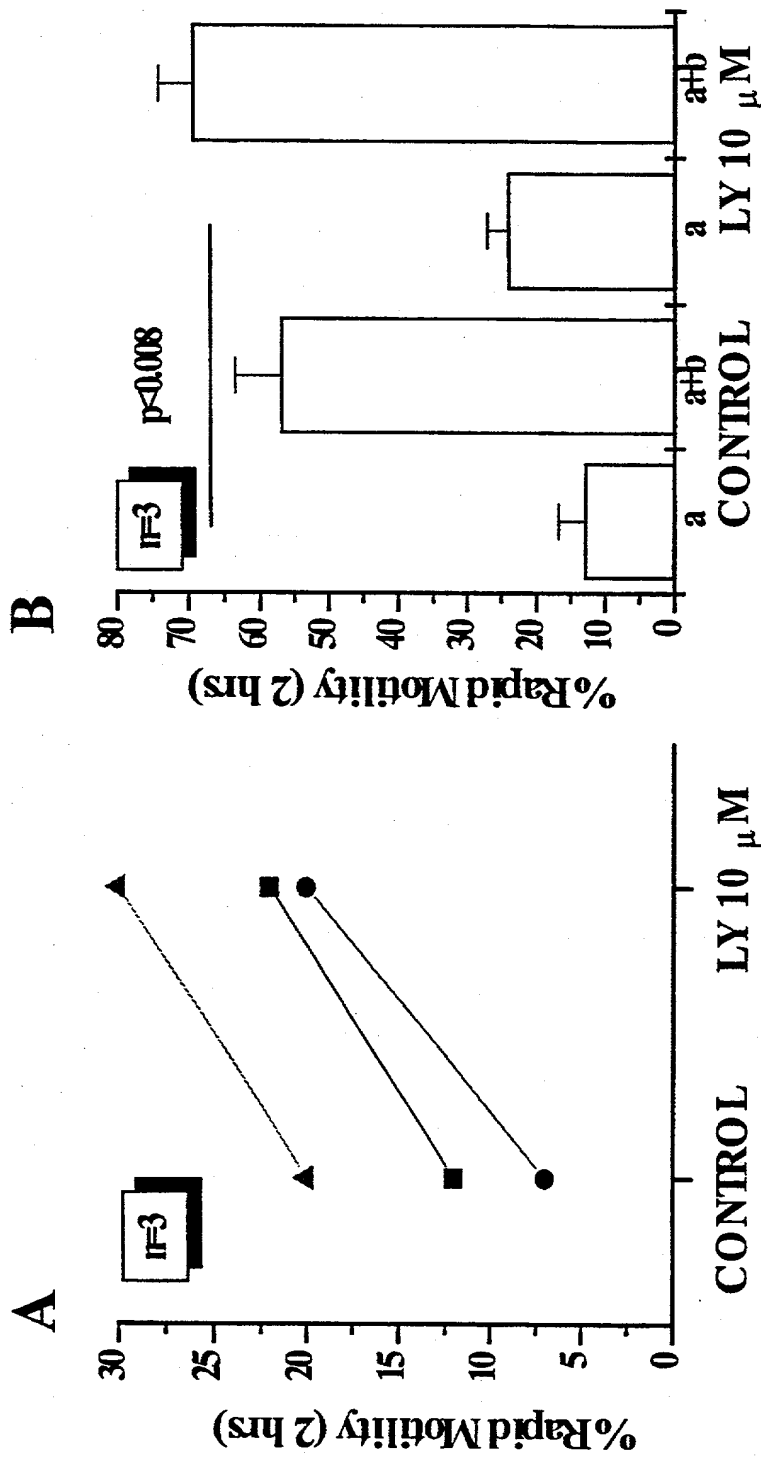 A
n=3
% Rapid Motility (2 hrs)
30
25
20
15
10
5
0
CONTROL
LY 10 μM
B
n=3
p<0.008
% Rapid Motility (2 hrs)
80
70
60
50
40
30
20
10
0
a
a+b
a
a+b
CONTROL
LY 10 μM